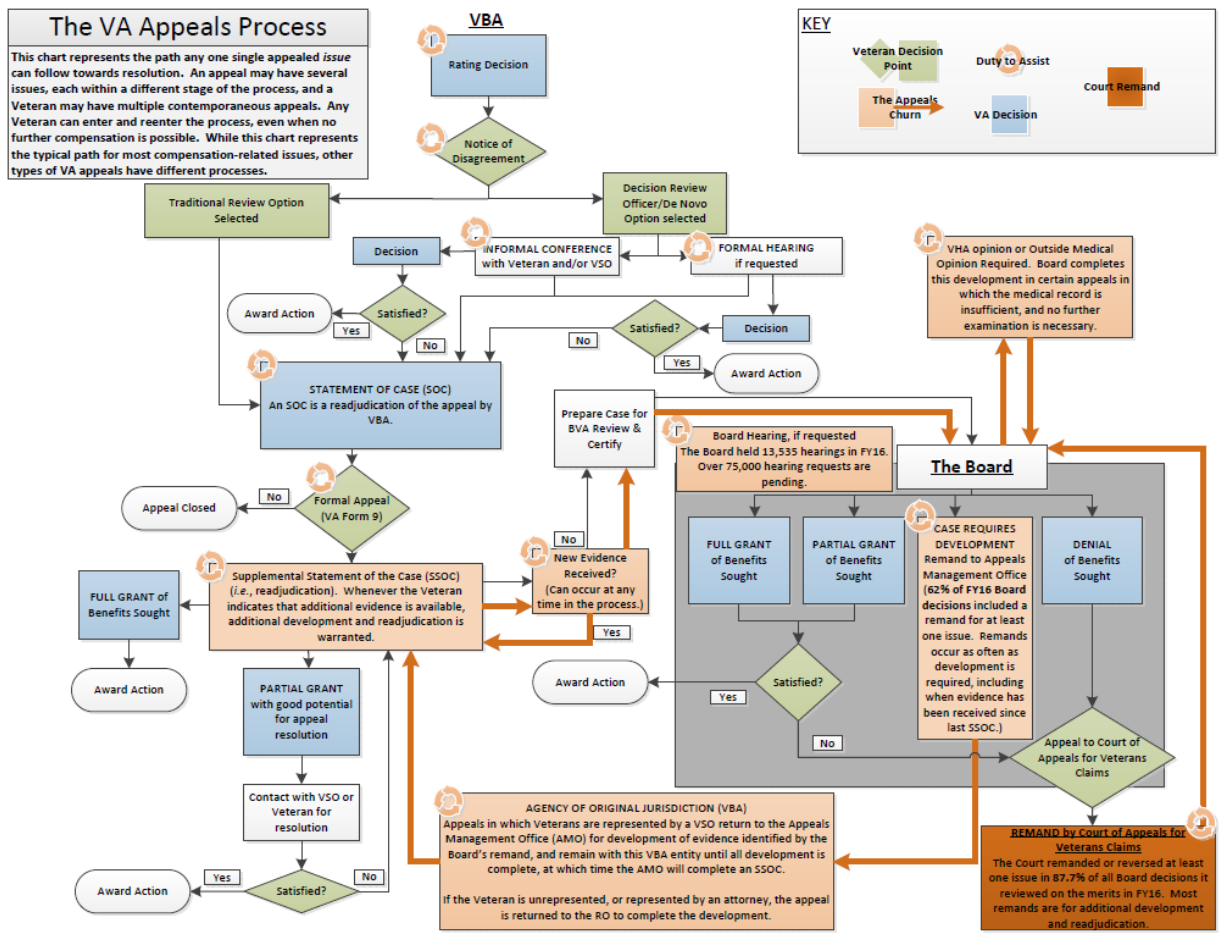 The VA Appeals Process
This chart represents the path any one single appealed issue
can follow towards resolution. An appeal may have several
issues, each within a different stage of the process, and a
Veteran may have multiple contemporaneous appeals. Any
Veteran can enter and reenter the process, even when no
further compensation is possible. While this chart represents
the typical path for most compensation-related issues, other
types of VA appeals have different processes.
VBA
Rating Decision
KEY
Veteran Decision
Point
Duty to Assist
Court Remand
The Appeals
Churn
VA Decision
Notice of
Disagreement
Traditional Review Option
Selected
Decision Review
Officer/De Novo
Option selected
Decision
INFORMAL CONFERENCE
with Veteran and/or VSO
FORMAL HEARING
if requested
VHA opinion or Outside Medical
Opinion Required. Board completes
this development in certain appeals in
which the medical record is
insufficient, and no further
examination is necessary.
Award Action
Yes
Satisfied?
No
Satisfied?
No
Yes
Decision
Award Action
STATEMENT OF CASE (SOC)
An SOC is a readjudication of the appeal by
VBA.
Prepare Case for
BVA Review &
Certify
Board Hearing, if requested
The Board held 13,535 hearings in FY16.
Over 75,000 hearing requests are
pending.
The Board
Appeal Closed
No
Formal Appeal
(VA Form 9)
No
FULL GRANT
of Benefits
Sought
PARTIAL GRANT
of Benefits
Sought
CASE REQUIRES
DEVELOPMENT
Remand to Appeals
Management Office
(62% of FY16 Board
decisions included a
remand for at least
one issue. Remands
occur as often as
development is
required, including
when evidence has
been received since
last SSOC.)
DENIAL
of Benefits
Sought
FULL GRANT of
Benefits Sought
Supplemental Statement of the Case (SSOC)
(i.e., readjudication). Whenever the Veteran
indicates that additional evidence is available,
additional development and readjudication is
warranted.
New Evidence
Received?
(Can occur at any
time in the process.)
Yes
Award Action
PARTIAL GRANT
with good potential
for appeal
resolution
Award Action
Yes
Satisfied?
No
Appeal to Court of
Appeals for Veterans
Claims
Contact with VSO or
Veteran for
resolution
Award Action
Yes
Satisfied?
No
AGENCY OF ORIGINAL JURISDICTION (VBA)
Appeals in which Veterans are represented by a VSO return to the Appeals
Management Office (AMO) for development of evidence identified by the
Board's remand, and remain with this VBA entity until all development is
complete, at which time the AMO will complete an SSOC.
If the Veteran is unrepresented, or represented by an attorney, the appeal
is returned to the RO to complete the development.
REMAND by Court of Appeals for
Veterans Claims
The Court remanded or reversed at least
one issue in 87.7% of all Board decisions it
reviewed on the merits in FY16. Most
remands are for additional development
and readjudication.